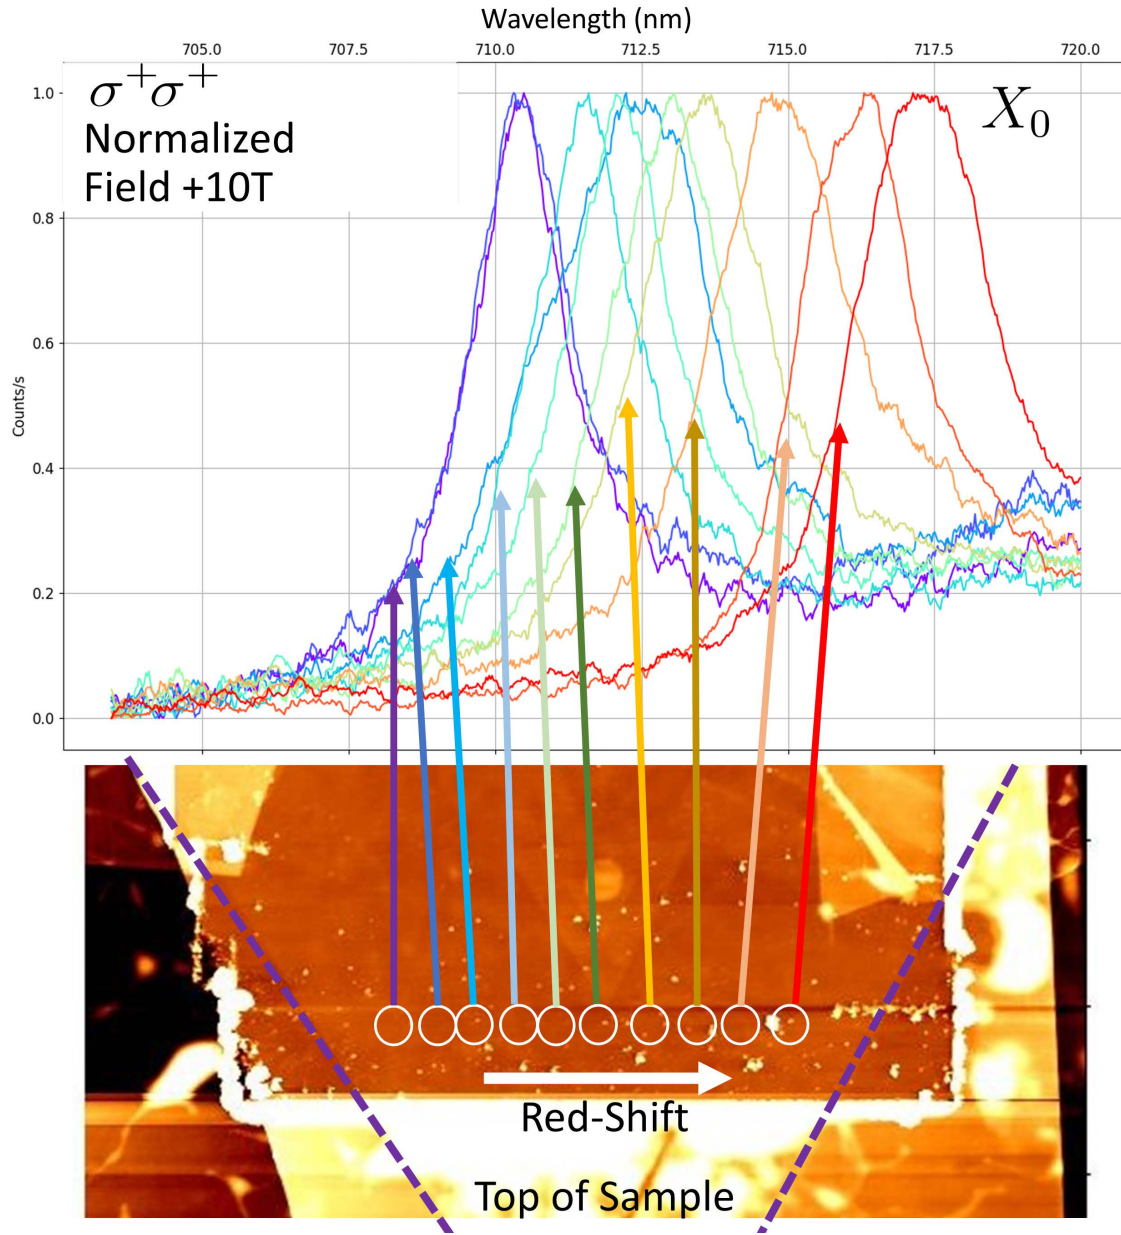 Wavelength (nm)
705.0 707.5 710.0 712.5 715.0 717.5 720.0
σ⁺σ⁺
Normalized
Field +10T
X₀
1.0
0.8
0.6
0.4
0.2
0.0
Counts/s
Red-Shift
Top of Sample